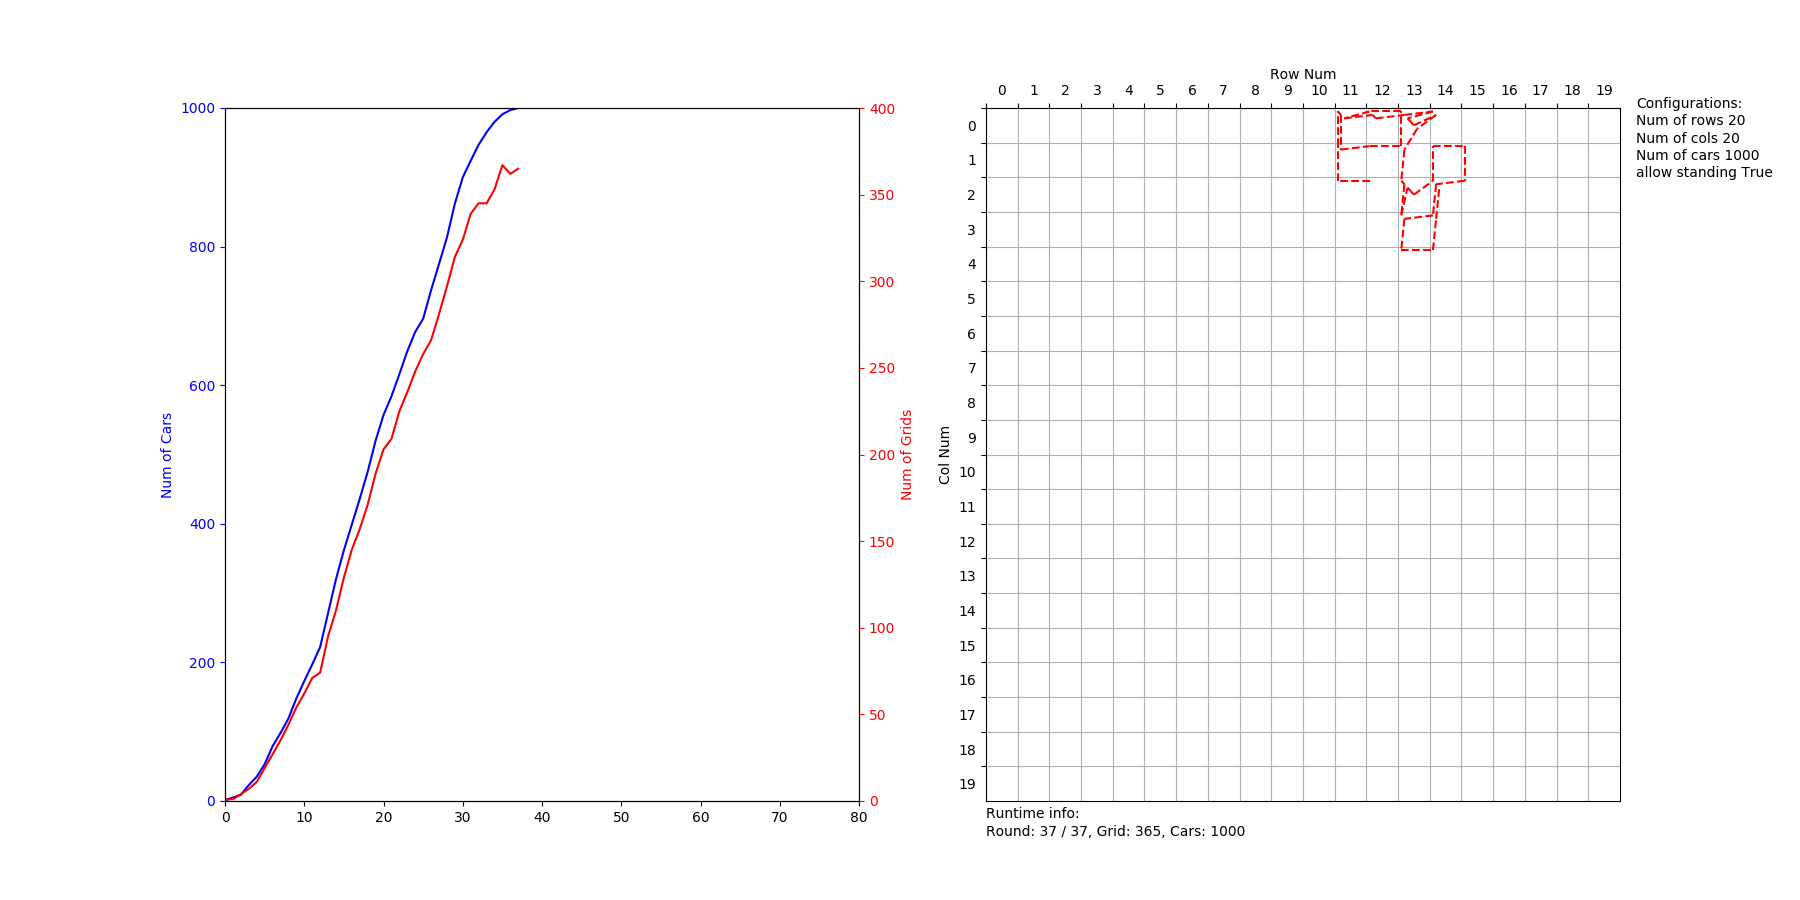 Row Num
0 1 2 3 4 5 6 7 8 9 10 11 12 13 14 15 16 17 18 19
Configurations:
Num of rows 20
Num of cols 20
Num of cars 1000
allow standing True
1000
800
600
400
200
0
Num of Cars
0 10 20 30 40 50 60 70 80
400
350
300
250
200
150
100
50
0
Num of Grids
Col Num
0
1
2
3
4
5
6
7
8
9
10
11
12
13
14
15
16
17
18
19
Runtime info:
Round: 37 / 37, Grid: 365, Cars: 1000